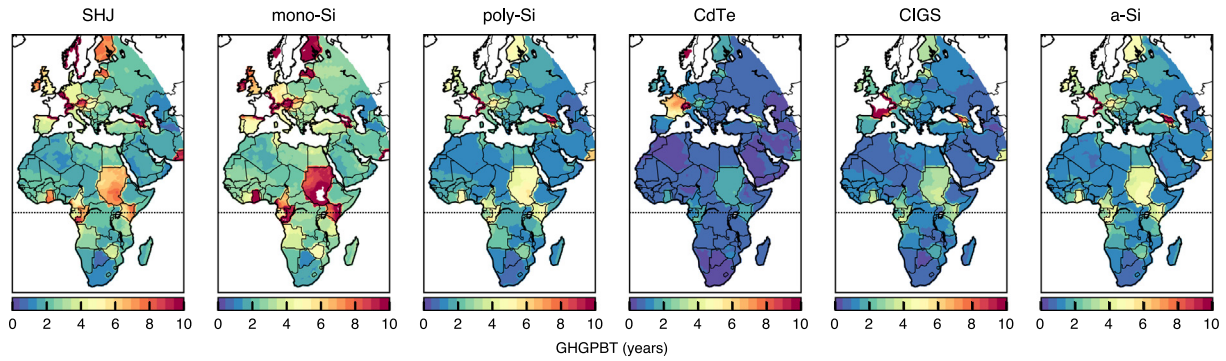 SHJ mono-Si poly-Si CdTe CIGS a-Si
0 2 4 6 8 10 0 2 4 6 8 10 0 2 4 6 8 10 0 2 4 6 8 10 0 2 4 6 8 10 0 2 4 6 8 10
GHGPBT (years)